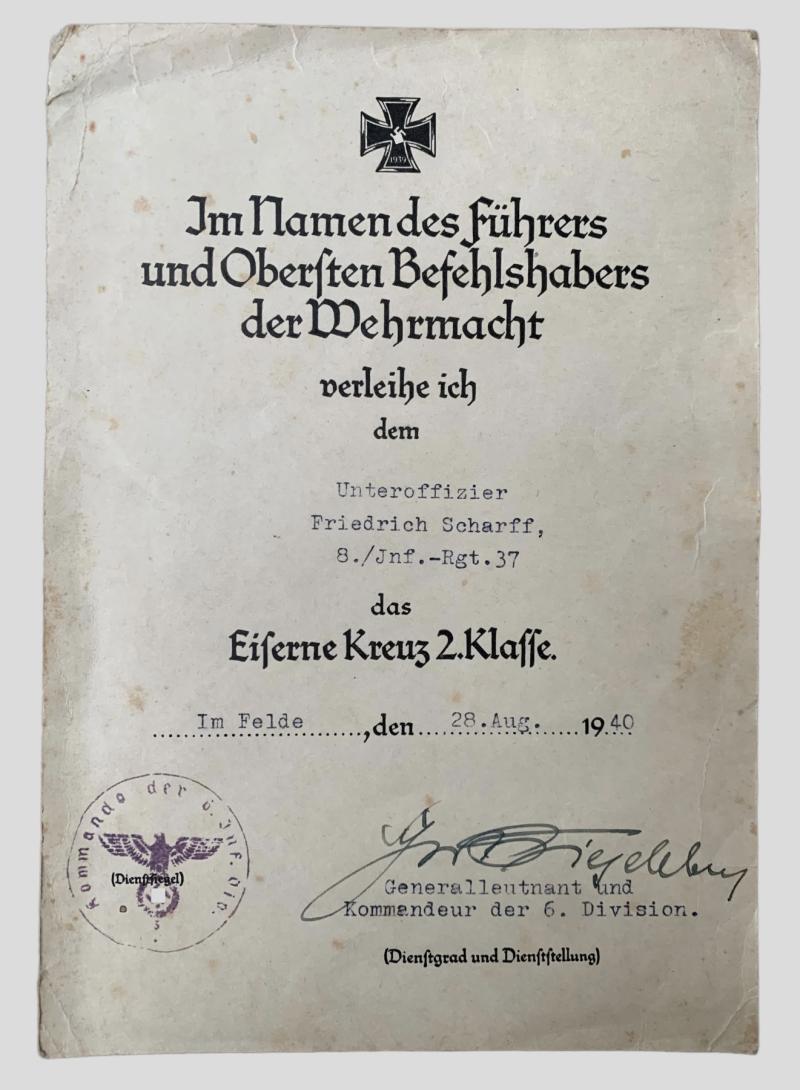 1939
Im Namen des Führers
und Oberſten Befehlshabers
der Wehrmacht
verleihe ich
dem
Unteroffizier
Friedrich Scharff,
8./Jnf.-Rgt.37
das
Eiſerne Kreuz 2.Klaſſe.
Im Felde, den 28.Aug. 1940
Kommando der 6. Inf. Div.
(Dienſtſiegel)
Generalleutnant und
Kommandeur der 6. Division.
(Dienſtgrad und Dienſtſtellung)